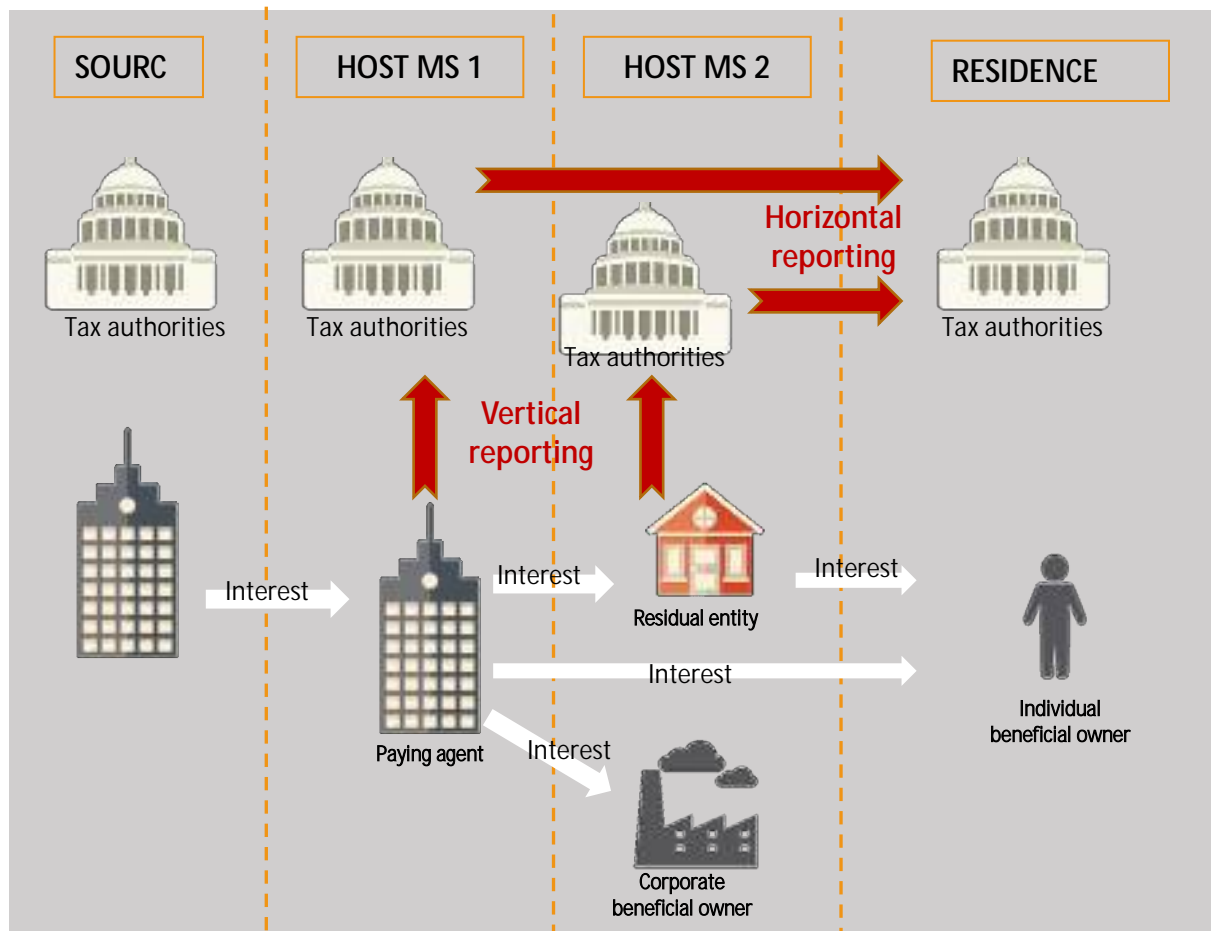 SOURC
HOST MS 1
HOST MS 2
RESIDENCE
Horizontal
reporting
Tax authorities
Tax authorities
Tax authorities
Tax authorities
Vertical
reporting
Interest
Interest
Interest
Residual entity
Interest
Individual
beneficial owner
Paying agent
Interest
Corporate
beneficial owner